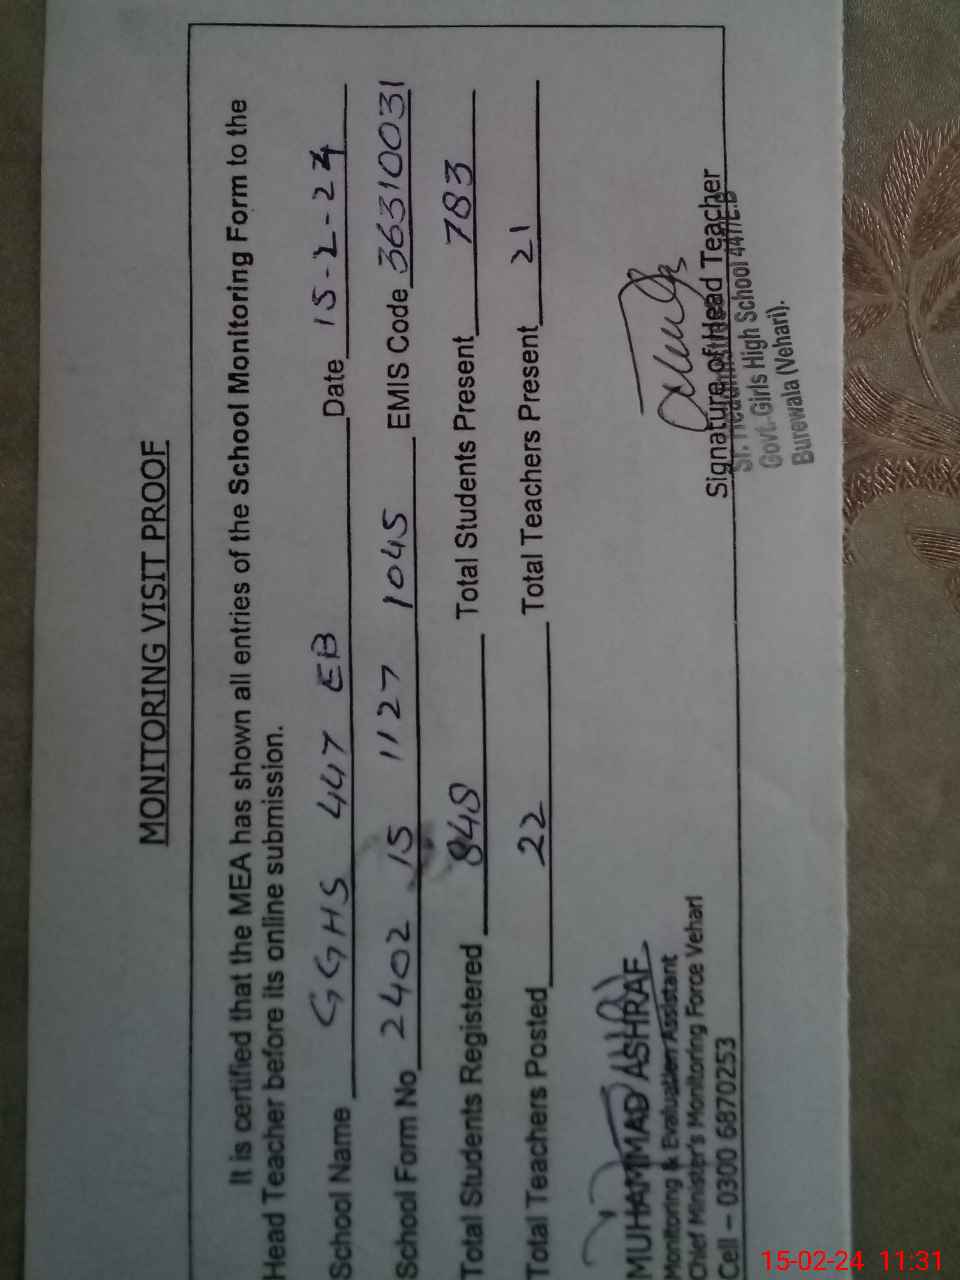 MONITORING VISIT PROOF
It is certified that the MEA has shown all entries of the School Monitoring Form to the
Head Teacher before its online submission.
School Name GGHS 447 EB Date 15-2-24
School Form No 2402 15 1127 1045 EMIS Code 36310031
Total Students Registered 848 Total Students Present 783
Total Teachers Posted 22 Total Teachers Present 21
MUHAMMAD ASHRAF
Monitoring & Evaluation Assistant
Chief Minister's Monitoring Force Vehari
Cell – 0300 6870253
Signature of Head Teacher
Sr. Headmistress
Govt. Girls High School 447/E.B
Burewala (Vehari).
15-02-24 11:31